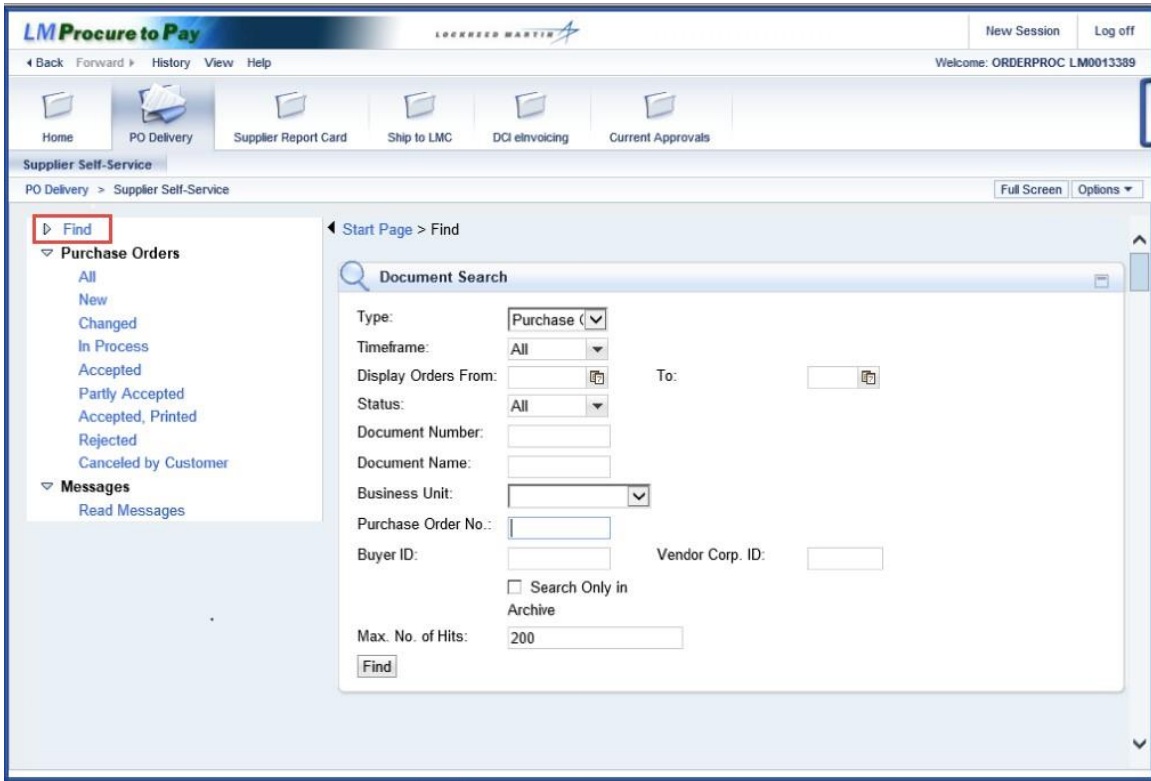 LM Procure to Pay LOCKHEED MARTIN New Session Log off
Back Forward History View Help Welcome: ORDERPROC LM0013389
Home PO Delivery Supplier Report Card Ship to LMC DCI eInvoicing Current Approvals
Supplier Self-Service
PO Delivery > Supplier Self-Service Full Screen Options
Find
Purchase Orders
All
New
Changed
In Process
Accepted
Partly Accepted
Accepted, Printed
Rejected
Canceled by Customer
Messages
Read Messages
Start Page > Find
Document Search
Type: Purchase
Timeframe: All
Display Orders From: To:
Status: All
Document Number:
Document Name:
Business Unit:
Purchase Order No.:
Buyer ID: Vendor Corp. ID:
Search Only in
Archive
Max. No. of Hits: 200
Find